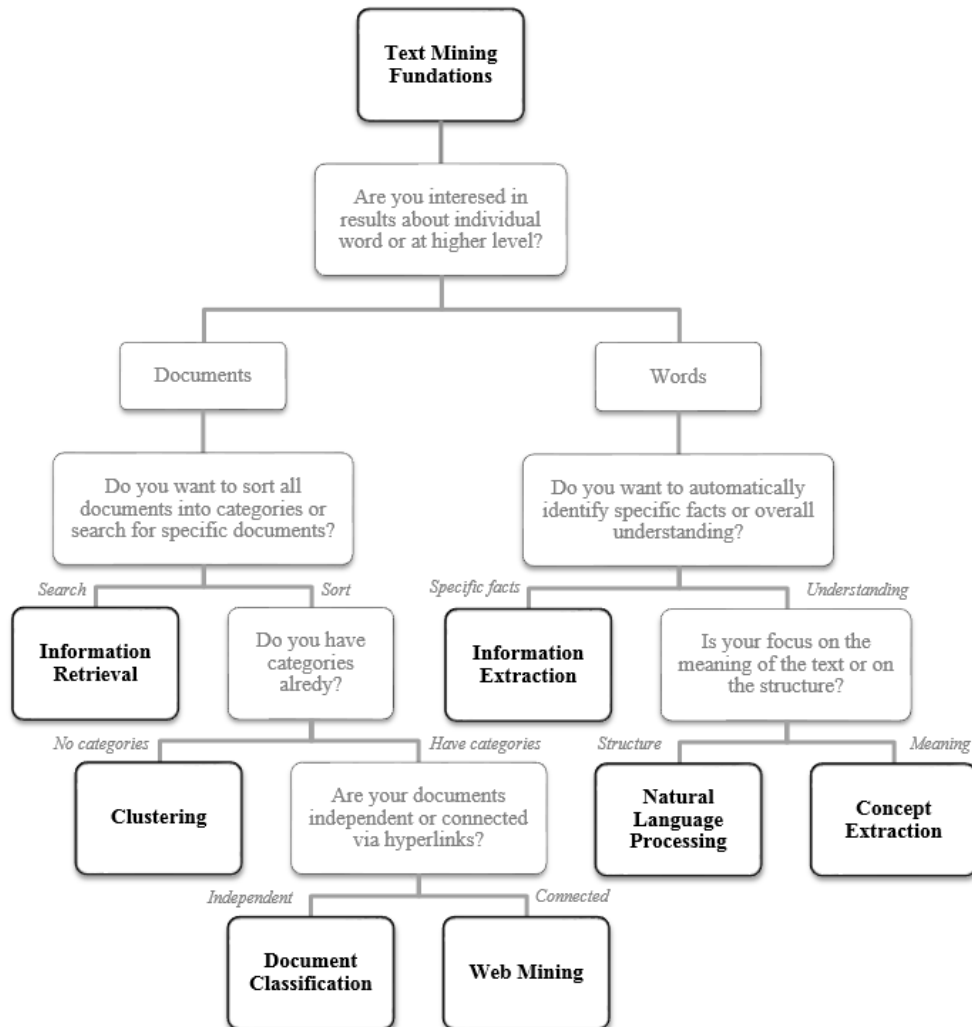 Text Mining
Fundations
Are you interesed in
results about individual
word or at higher level?
Documents
Words
Do you want to sort all
documents into categories or
search for specific documents?
Do you want to automatically
identify specific facts or overall
understanding?
Search
Sort
Specific facts
Understanding
Information
Retrieval
Do you have
categories
alredy?
Information
Extraction
Is your focus on the
meaning of the text or on
the structure?
No categories
Have categories
Structure
Meaning
Clustering
Are your documents
independent or connected
via hyperlinks?
Natural
Language
Processing
Concept
Extraction
Independent
Connected
Document
Classification
Web Mining